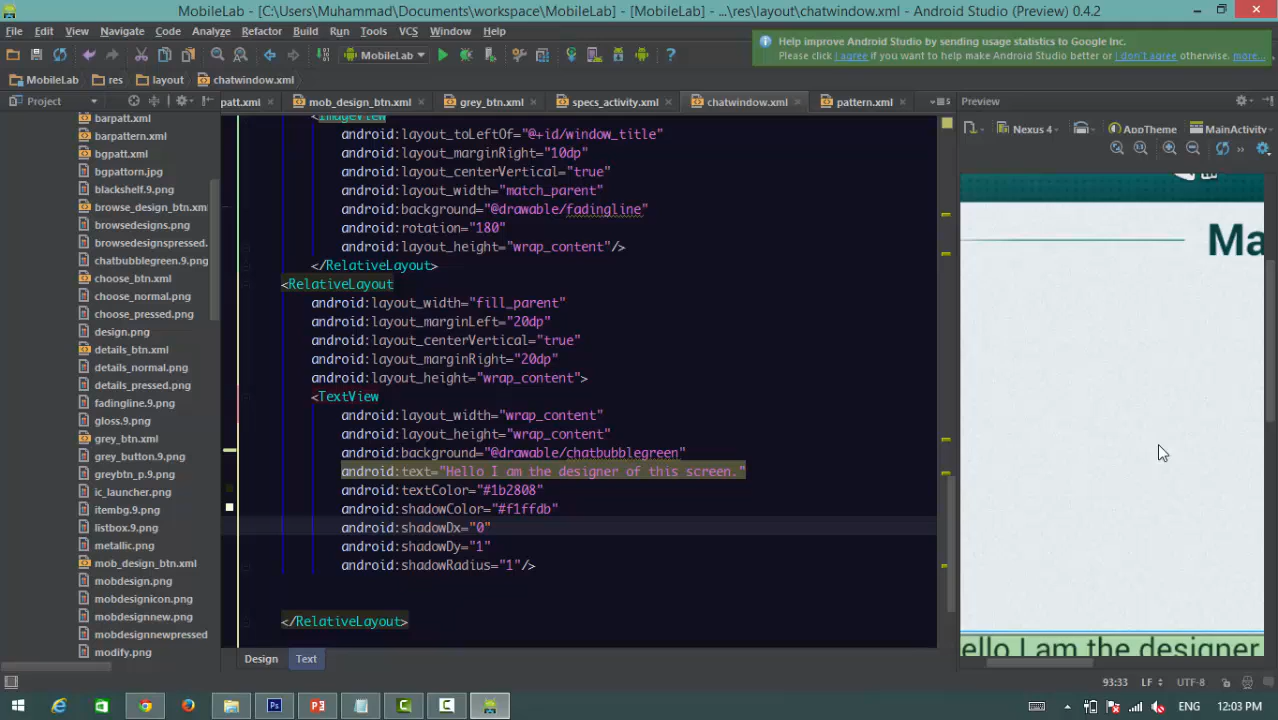 MobileLab - [C:\Users\Muhammad\Documents\workspace\MobileLab] - [MobileLab] - ...\res\layout\chatwindow.xml - Android Studio (Preview) 0.4.2
File Edit View Navigate Code Analyze Refactor Build Run Tools VCS Window Help
Help improve Android Studio by sending usage statistics to Google Inc.
Please click I agree if you want to help make Android Studio better or I don't agree otherwise. more...
MobileLab
MobileLab res layout chatwindow.xml
Project
patt.xml mob_design_btn.xml grey_btn.xml specs_activity.xml chatwindow.xml pattern.xml
Preview
Nexus 4 AppTheme MainActivity
barpatt.xml
barpattern.xml
bgpatt.xml
bgpattorn.jpg
blackshelf.9.png
browse_design_btn.xml
browsedesigns.png
browsedesignspressed.
chatbubblegreen.9.png
choose_btn.xml
choose_normal.png
choose_pressed.png
design.png
details_btn.xml
details_normal.png
details_pressed.png
fadingline.9.png
gloss.9.png
grey_btn.xml
grey_button.9.png
greybtn_p.9.png
ic_launcher.png
itembg.9.png
listbox.9.png
metallic.png
mob_design_btn.xml
mobdesign.png
mobdesignicon.png
mobdesignnew.png
mobdesignnewpressed
modify.png
<ImageView
android:layout_toLeftOf="@+id/window_title"
android:layout_marginRight="10dp"
android:layout_centerVertical="true"
android:layout_width="match_parent"
android:background="@drawable/fadingline"
android:rotation="180"
android:layout_height="wrap_content"/>
</RelativeLayout>
<RelativeLayout
android:layout_width="fill_parent"
android:layout_marginLeft="20dp"
android:layout_centerVertical="true"
android:layout_marginRight="20dp"
android:layout_height="wrap_content">
<TextView
android:layout_width="wrap_content"
android:layout_height="wrap_content"
android:background="@drawable/chatbubblegreen"
android:text="Hello I am the designer of this screen."
android:textColor="#1b2808"
android:shadowColor="#f1ffdb"
android:shadowDx="0"
android:shadowDy="1"
android:shadowRadius="1"/>
</RelativeLayout>
Ma
ello I am the designer
Design Text
93:33 LF UTF-8
ENG 12:03 PM